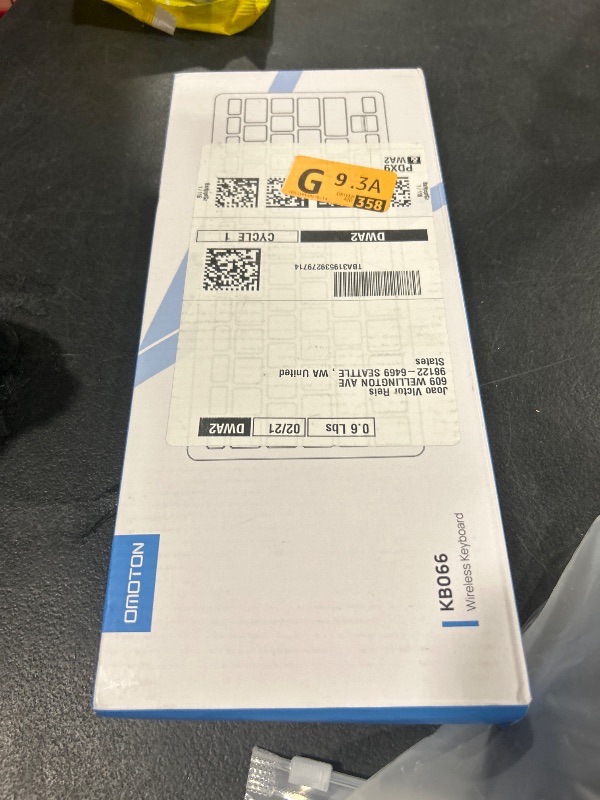 G 9.3A
358
PDX9
WA2
CYCLE 1
DWA2
TBA319539279714
Joao Victor Reis
609 WELLINGTON AVE
98122-6469 SEATTLE , WA United
States
0.6 Lbs
02/21
DWA2
OMOTON
KB066
Wireless Keyboard